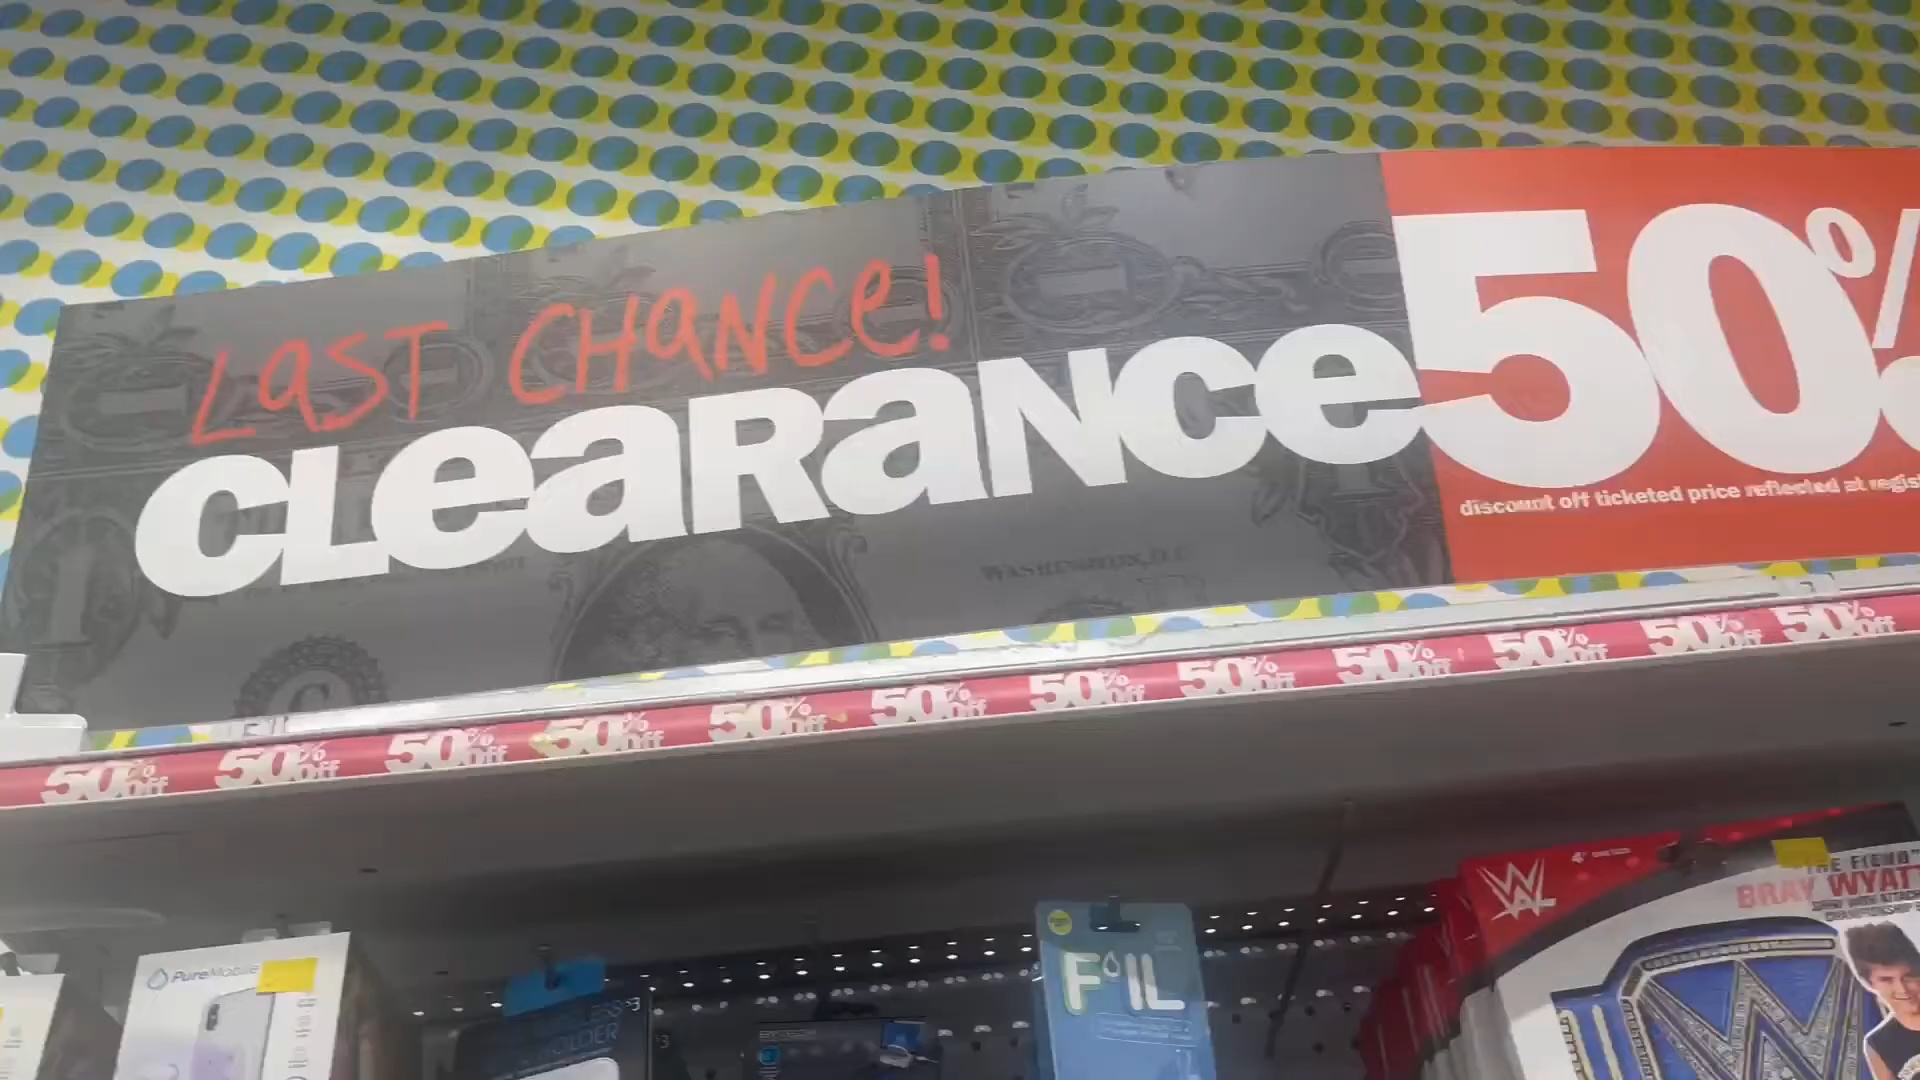 LaST CHaNCe!
CLeaRaNce
50%
discount off ticketed price reflected at regis
50% off 50% off 50% off 50% off 50% off 50% off 50% off 50% off 50% off 50% off 50% off 50% off
WASHINGTON, D.C.
PureMobile
HOLDER
FOIL
W
"THE FIEND"
BRAY WYATT